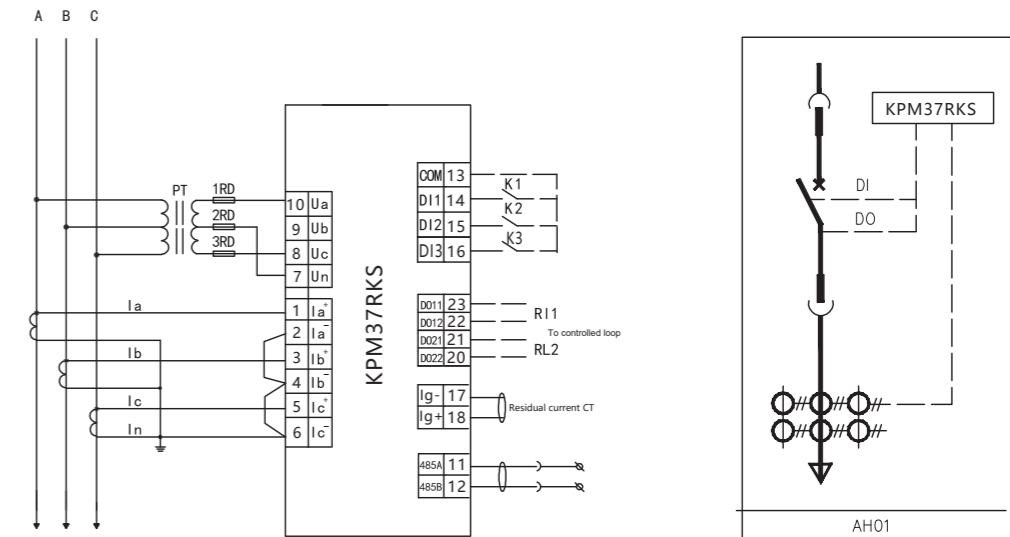 A B C
PT
1RD
2RD
3RD
10 Ua
9 Ub
8 Uc
7 Un
Ia
1 Ia+
2 Ia-
Ib
3 Ib+
4 Ib-
Ic
5 Ic+
In
6 Ic-
KPM37RKS
COM 13
DI1 14
K1
DI2 15
K2
DI3 16
K3
DO11 23
RI1
DO12 22
To controlled loop
DO21 21
RL2
DO22 20
Ig- 17
Residual current CT
Ig+ 18
485A 11
485B 12
KPM37RKS
DI
DO
AH01